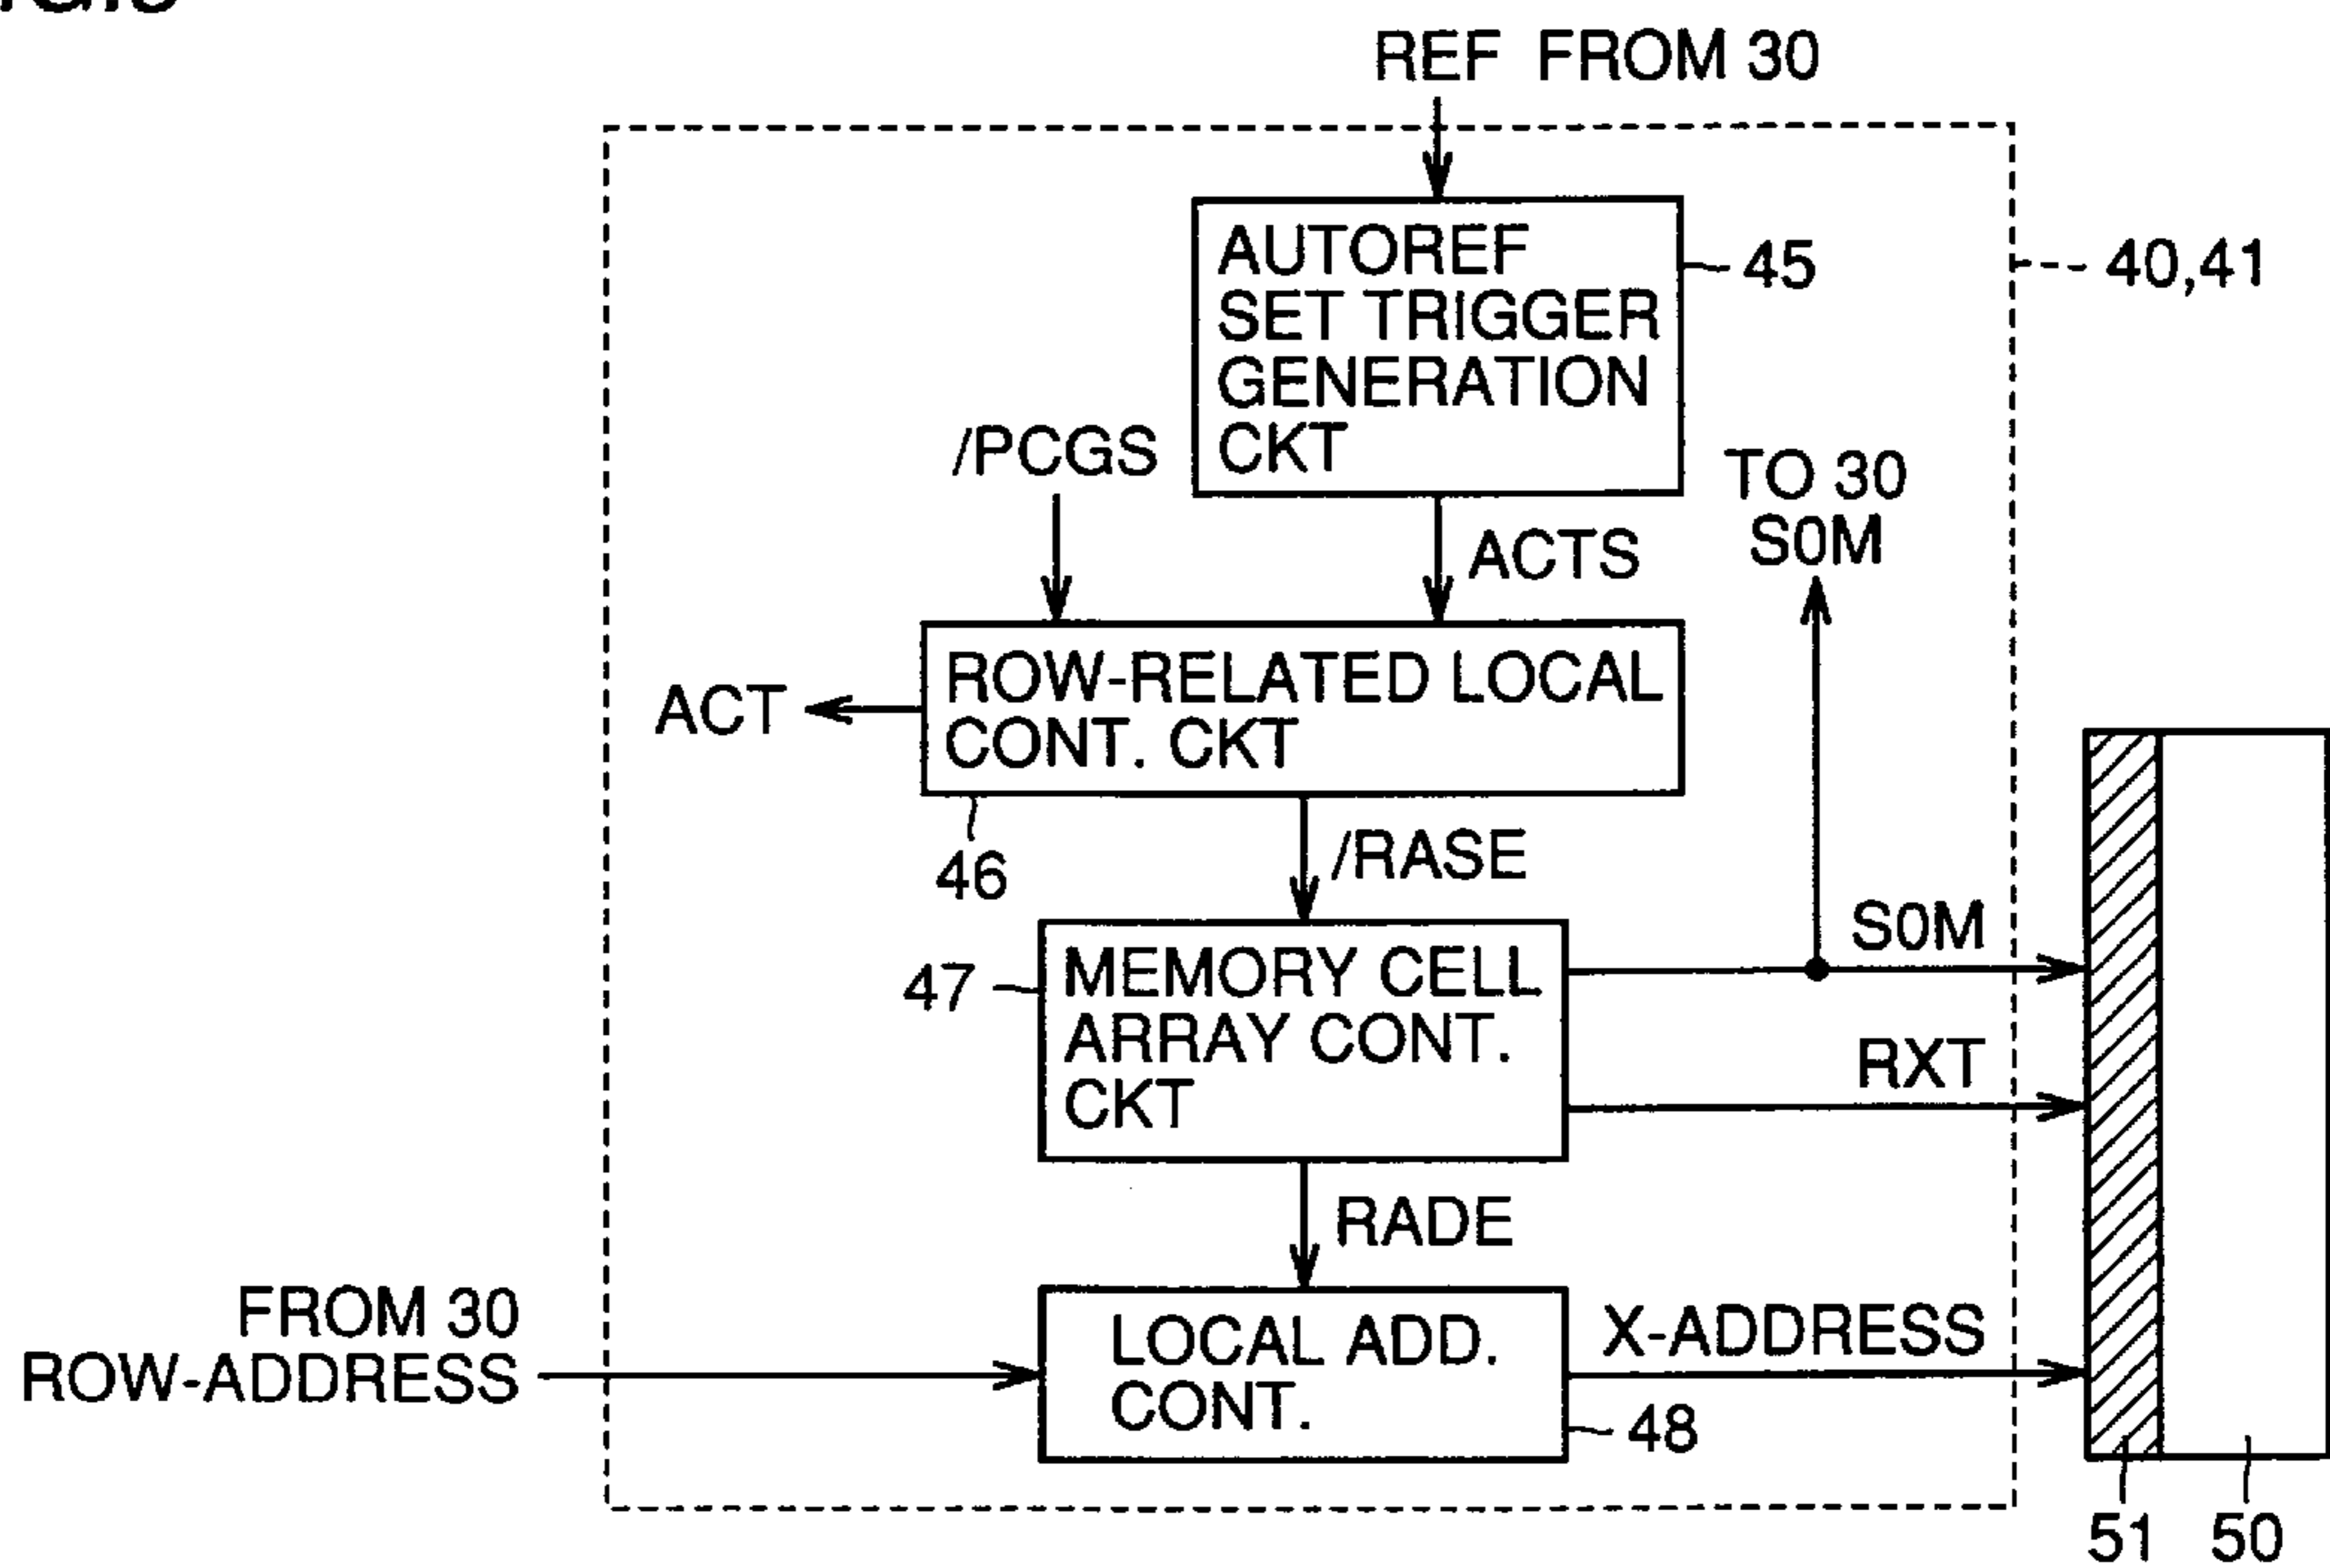 REF FROM 30
AUTOREF
SET TRIGGER
GENERATION
CKT
45
40,41
/PCGS
ACTS
TO 30
S0M
ROW-RELATED LOCAL
CONT. CKT
ACT
46
/RASE
47
MEMORY CELL
ARRAY CONT.
CKT
S0M
RXT
RADE
FROM 30
ROW-ADDRESS
LOCAL ADD.
CONT.
X-ADDRESS
48
51
50